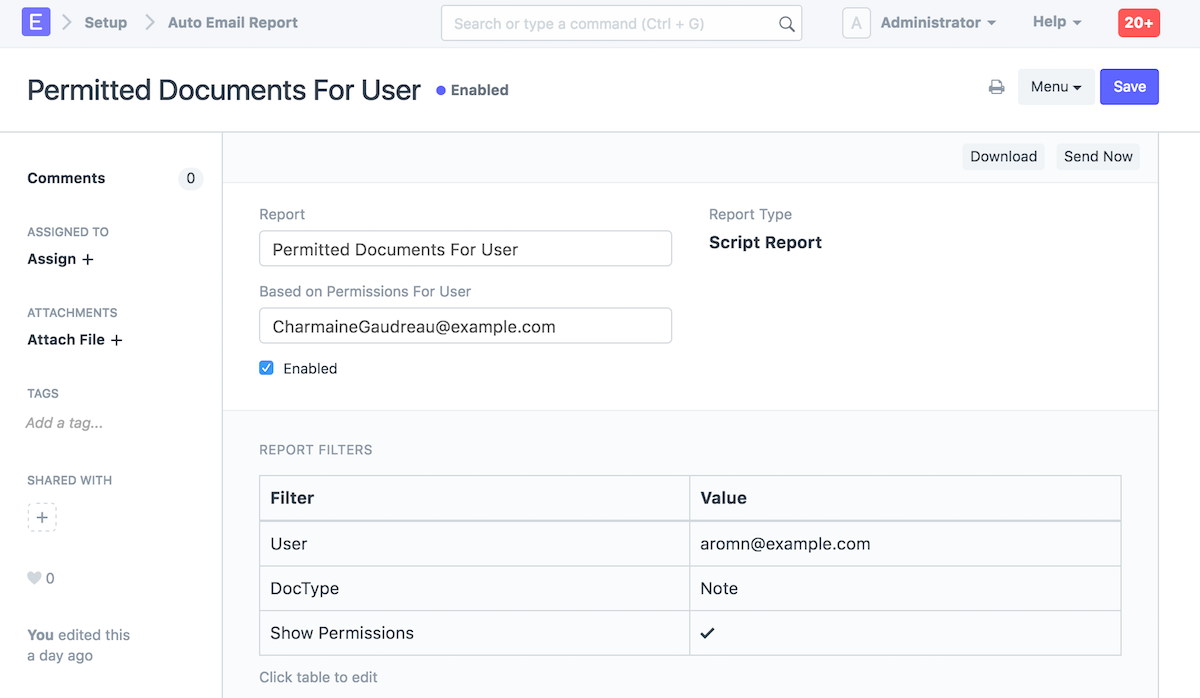 E Setup Auto Email Report Search or type a command (Ctrl + G) A Administrator Help 20+
Permitted Documents For User Enabled Menu Save
Download Send Now
Comments 0
ASSIGNED TO
Assign +
ATTACHMENTS
Attach File +
TAGS
Add a tag...
SHARED WITH
+
0
You edited this
a day ago
Report
Permitted Documents For User
Report Type
Script Report
Based on Permissions For User
CharmaineGaudreau@example.com
Enabled
REPORT FILTERS
Filter Value
User aromn@example.com
DocType Note
Show Permissions ✓
Click table to edit